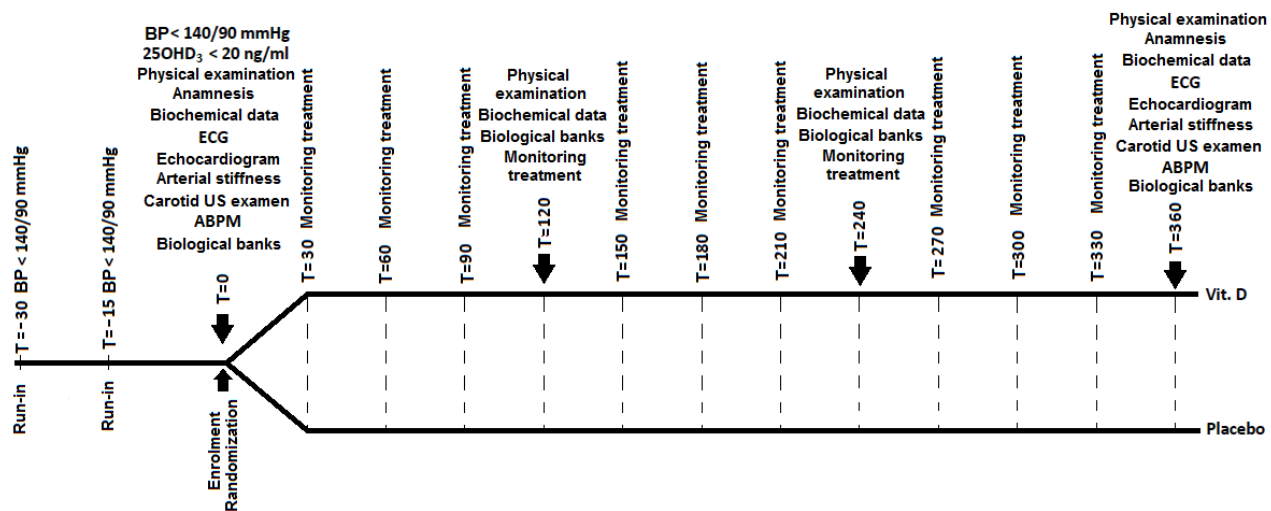 T=-30 BP < 140/90 mmHg
Run-in
T=-15 BP < 140/90 mmHg
Run-in
BP< 140/90 mmHg
25OHD₃ < 20 ng/ml
Physical examination
Anamnesis
Biochemical data
ECG
Echocardiogram
Arterial stiffness
Carotid US examen
ABPM
Biological banks
T=0
Enrolment
Randomization
T= 30 Monitoring treatment
T=60 Monitoring treatment
T=90 Monitoring treatment
Physical
examination
Biochemical data
Biological banks
Monitoring
treatment
T=120
T=150 Monitoring treatment
T=180 Monitoring treatment
T=210 Monitoring treatment
Physical
examination
Biochemical data
Biological banks
Monitoring
treatment
T=240
T=270 Monitoring treatment
T=300 Monitoring treatment
T=330 Monitoring treatment
Physical examination
Anamnesis
Biochemical data
ECG
Echocardiogram
Arterial stiffness
Carotid US examen
ABPM
Biological banks
T=360
Vit. D
Placebo